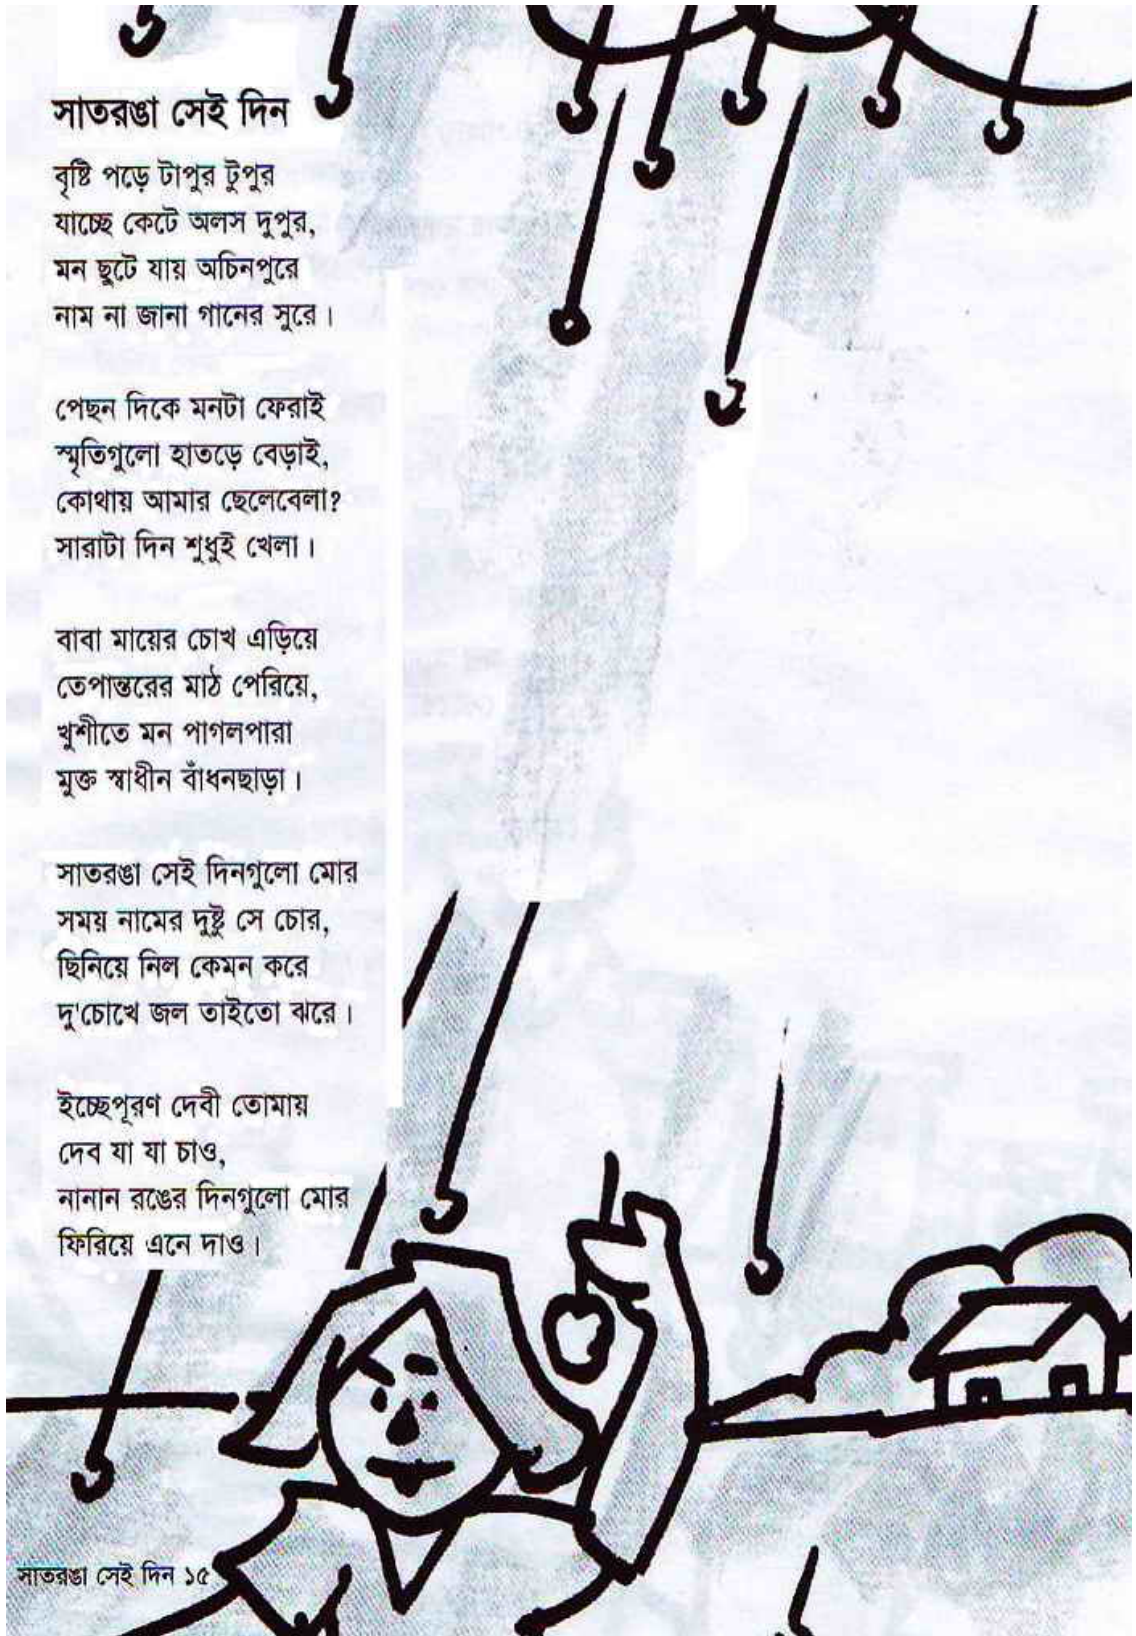 সাতরঙা সেই দিন
বৃষ্টি পড়ে টাপুর টুপুর
যাচ্ছে কেটে অলস দুপুর,
মন ছুটে যায় অচিনপুরে
নাম না জানা গানের সুরে।
পেছন দিকে মনটা ফেরাই
স্মৃতিগুলো হাতড়ে বেড়াই,
কোথায় আমার ছেলেবেলা?
সারাটা দিন শুধুই খেলা।
বাবা মায়ের চোখ এড়িয়ে
তেপান্তরের মাঠ পেরিয়ে,
খুশীতে মন পাগলপারা
মুক্ত স্বাধীন বাঁধনছাড়া।
সাতরঙা সেই দিনগুলো মোর
সময় নামের দুষ্টু সে চোর,
ছিনিয়ে নিল কেমন করে
দু'চোখে জল তাইতো ঝরে।
ইচ্ছেপূরণ দেবী তোমায়
দেব যা যা চাও,
নানান রঙের দিনগুলো মোর
ফিরিয়ে এনে দাও।
সাতরঙা সেই দিন ১৫